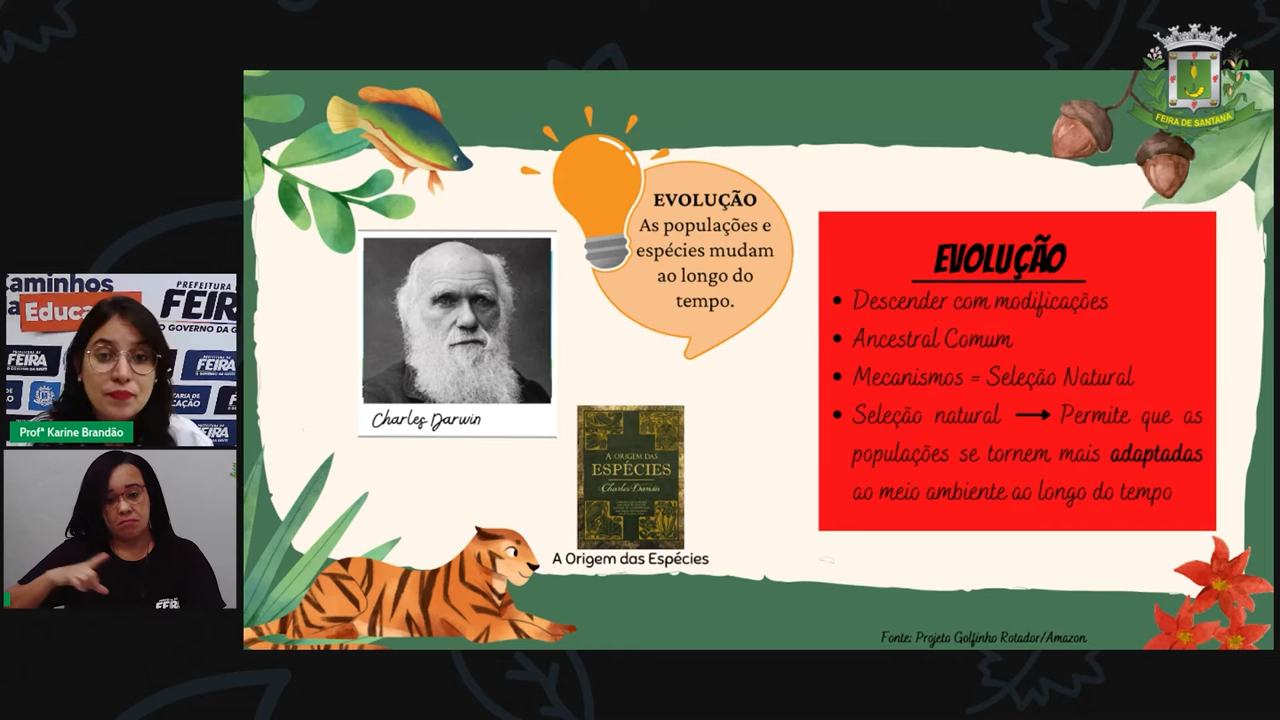 FEIRA DE SANTANA
EVOLUÇÃO
As populações e
espécies mudam
ao longo do
tempo.
EVOLUÇÃO
Descender com modificações
Ancestral Comum
Mecanismos = Seleção Natural
Seleção natural → Permite que as
populações se tornem mais adaptadas
ao meio ambiente ao longo do tempo
Charles Darwin
A ORIGEM DAS
ESPÉCIES
Charles Darwin
A Origem das Espécies
Fonte: Projeto Golfinho Rotador/Amazon
Caminhos
Educa
PREFEITURA
FEIR
O GOVERNO DA G
FEIRA
FEIRA
Profª Karine Brandão
FEIR